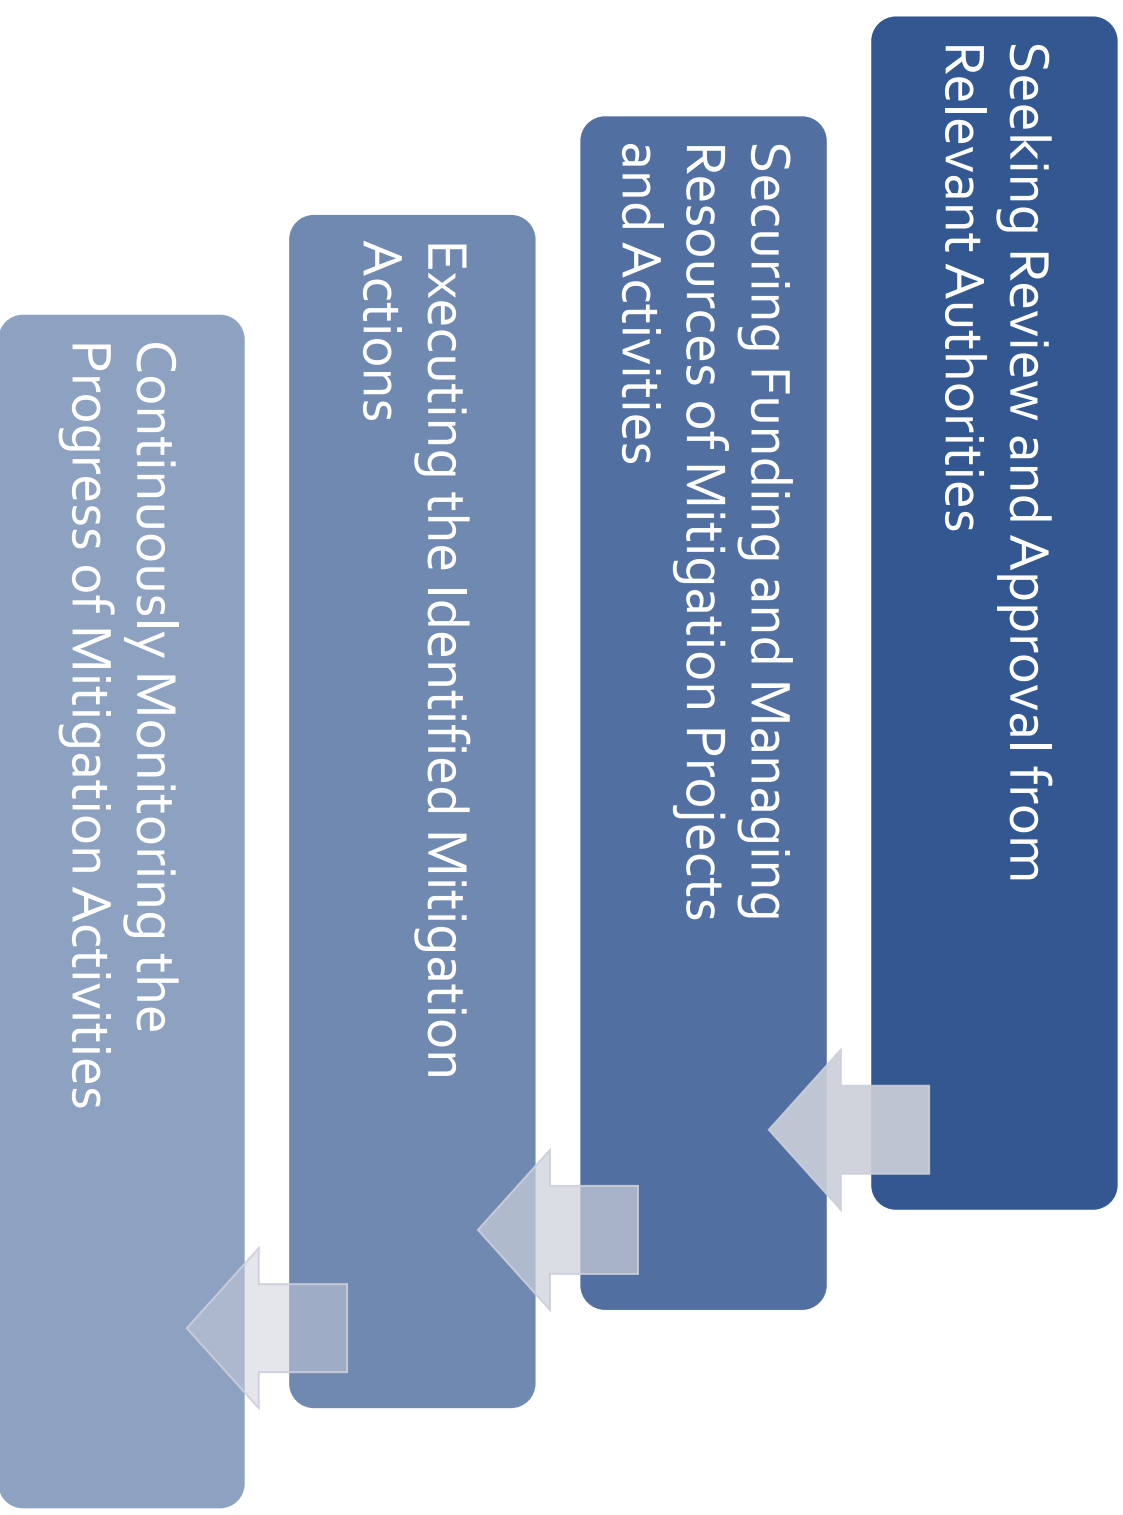 Seeking Review and Approval from
Relevant Authorities
Securing Funding and Managing
Resources of Mitigation Projects
and Activities
Executing the Identified Mitigation
Actions
Continuously Monitoring the
Progress of Mitigation Activities